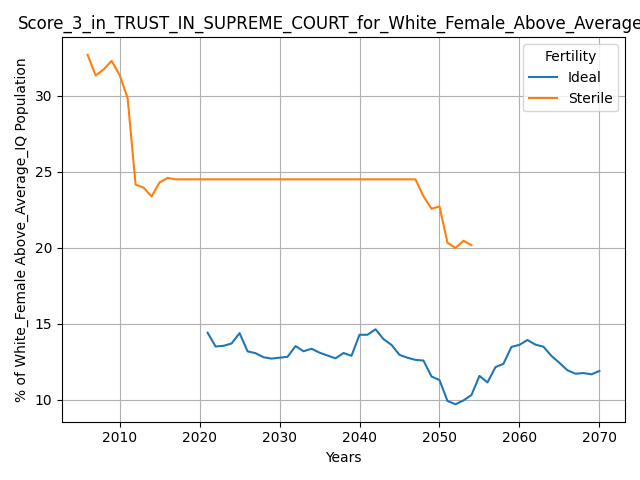 Score_3_in_TRUST_IN_SUPREME_COURT_for_White_Female_Above_Average
Fertility
Ideal
Sterile
% of White_Female Above_Average_IQ Population
30
25
20
15
10
2010 2020 2030 2040 2050 2060 2070
Years